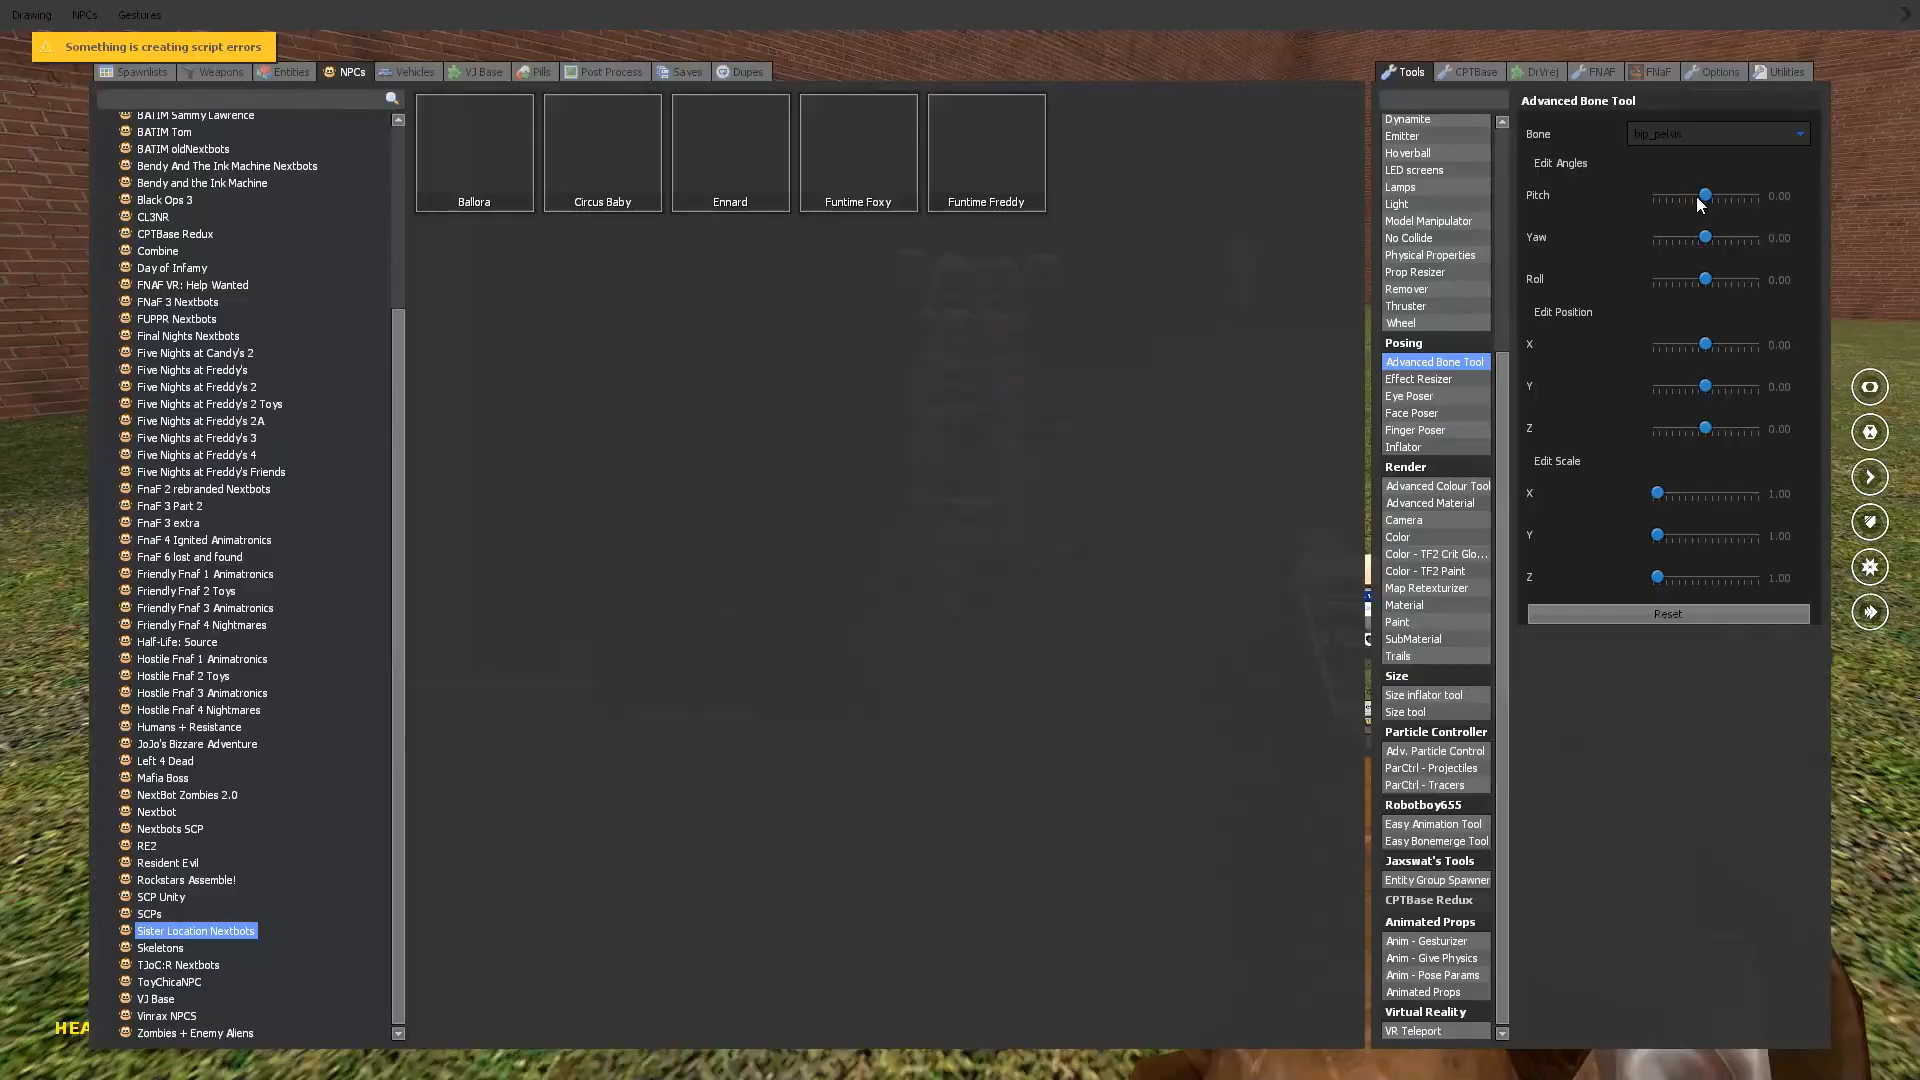 Drawing NPCs Gestures
Something is creating script errors
Spawnlists Weapons Entities NPCs Vehicles VJ Base Pills Post Process Saves Dupes
BATIM Sammy Lawrence
BATIM Tom
BATIM oldNextbots
Bendy And The Ink Machine Nextbots
Bendy and the Ink Machine
Black Ops 3
CL3NR
CPTBase Redux
Combine
Day of Infamy
FNAF VR: Help Wanted
FNaF 3 Nextbots
FUPPR Nextbots
Final Nights Nextbots
Five Nights at Candy's 2
Five Nights at Freddy's
Five Nights at Freddy's 2
Five Nights at Freddy's 2 Toys
Five Nights at Freddy's 2A
Five Nights at Freddy's 3
Five Nights at Freddy's 4
Five Nights at Freddy's Friends
FnaF 2 rebranded Nextbots
FnaF 3 Part 2
FnaF 3 extra
FnaF 4 Ignited Animatronics
FnaF 6 lost and found
Friendly Fnaf 1 Animatronics
Friendly Fnaf 2 Toys
Friendly Fnaf 3 Animatronics
Friendly Fnaf 4 Nightmares
Half-Life: Source
Hostile Fnaf 1 Animatronics
Hostile Fnaf 2 Toys
Hostile Fnaf 3 Animatronics
Hostile Fnaf 4 Nightmares
Humans + Resistance
JoJo's Bizzare Adventure
Left 4 Dead
Mafia Boss
NextBot Zombies 2.0
Nextbot
Nextbots SCP
RE2
Resident Evil
Rockstars Assemble!
SCP Unity
SCPs
Sister Location Nextbots
Skeletons
TJoC:R Nextbots
ToyChicaNPC
VJ Base
Vinrax NPCS
Zombies + Enemy Aliens
HEA
Ballora
Circus Baby
Ennard
Funtime Foxy
Funtime Freddy
Tools CPTBase DrVrej FNAF FNaF Options Utilities
Dynamite
Emitter
Hoverball
LED screens
Lamps
Light
Model Manipulator
No Collide
Physical Properties
Prop Resizer
Remover
Thruster
Wheel
Posing
Advanced Bone Tool
Effect Resizer
Eye Poser
Face Poser
Finger Poser
Inflator
Render
Advanced Colour Tool
Advanced Material
Camera
Color
Color - TF2 Crit Glo...
Color - TF2 Paint
Map Retexturizer
Material
Paint
SubMaterial
Trails
Size
Size inflator tool
Size tool
Particle Controller
Adv. Particle Control
ParCtrl - Projectiles
ParCtrl - Tracers
Robotboy655
Easy Animation Tool
Easy Bonemerge Tool
Jaxswat's Tools
Entity Group Spawner
CPTBase Redux
Animated Props
Anim - Gesturizer
Anim - Give Physics
Anim - Pose Params
Animated Props
Virtual Reality
VR Teleport
Advanced Bone Tool
Bone bip_pelvis
Edit Angles
Pitch 0.00
Yaw 0.00
Roll 0.00
Edit Position
X 0.00
Y 0.00
Z 0.00
Edit Scale
X 1.00
Y 1.00
Z 1.00
Reset